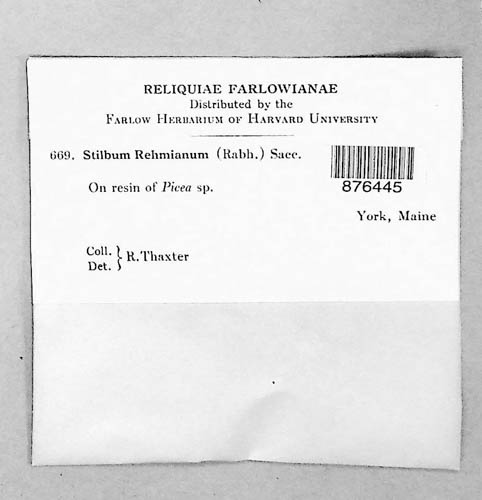 RELIQUIAE FARLOWIANAE
Distributed by the
FARLOW HERBARIUM OF HARVARD UNIVERSITY
669. Stilbum Rehmianum (Rabh.) Sacc.
876445
On resin of Picea sp.
York, Maine
Coll. } R. Thaxter
Det.